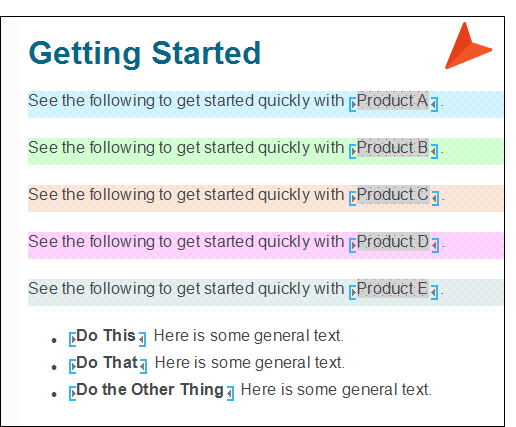 Getting Started
See the following to get started quickly with Product A.
See the following to get started quickly with Product B.
See the following to get started quickly with Product C.
See the following to get started quickly with Product D.
See the following to get started quickly with Product E.
• Do This Here is some general text.
• Do That Here is some general text.
• Do the Other Thing Here is some general text.